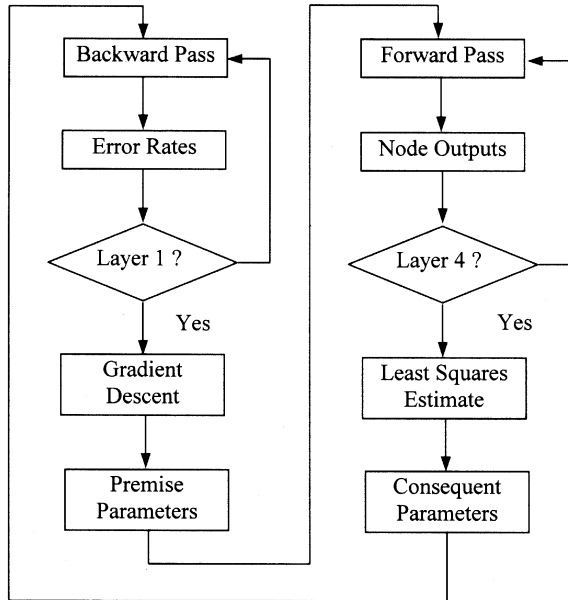 Backward Pass
Error Rates
Layer 1 ?
Yes
Gradient
Descent
Premise
Parameters
Forward Pass
Node Outputs
Layer 4 ?
Yes
Least Squares
Estimate
Consequent
Parameters